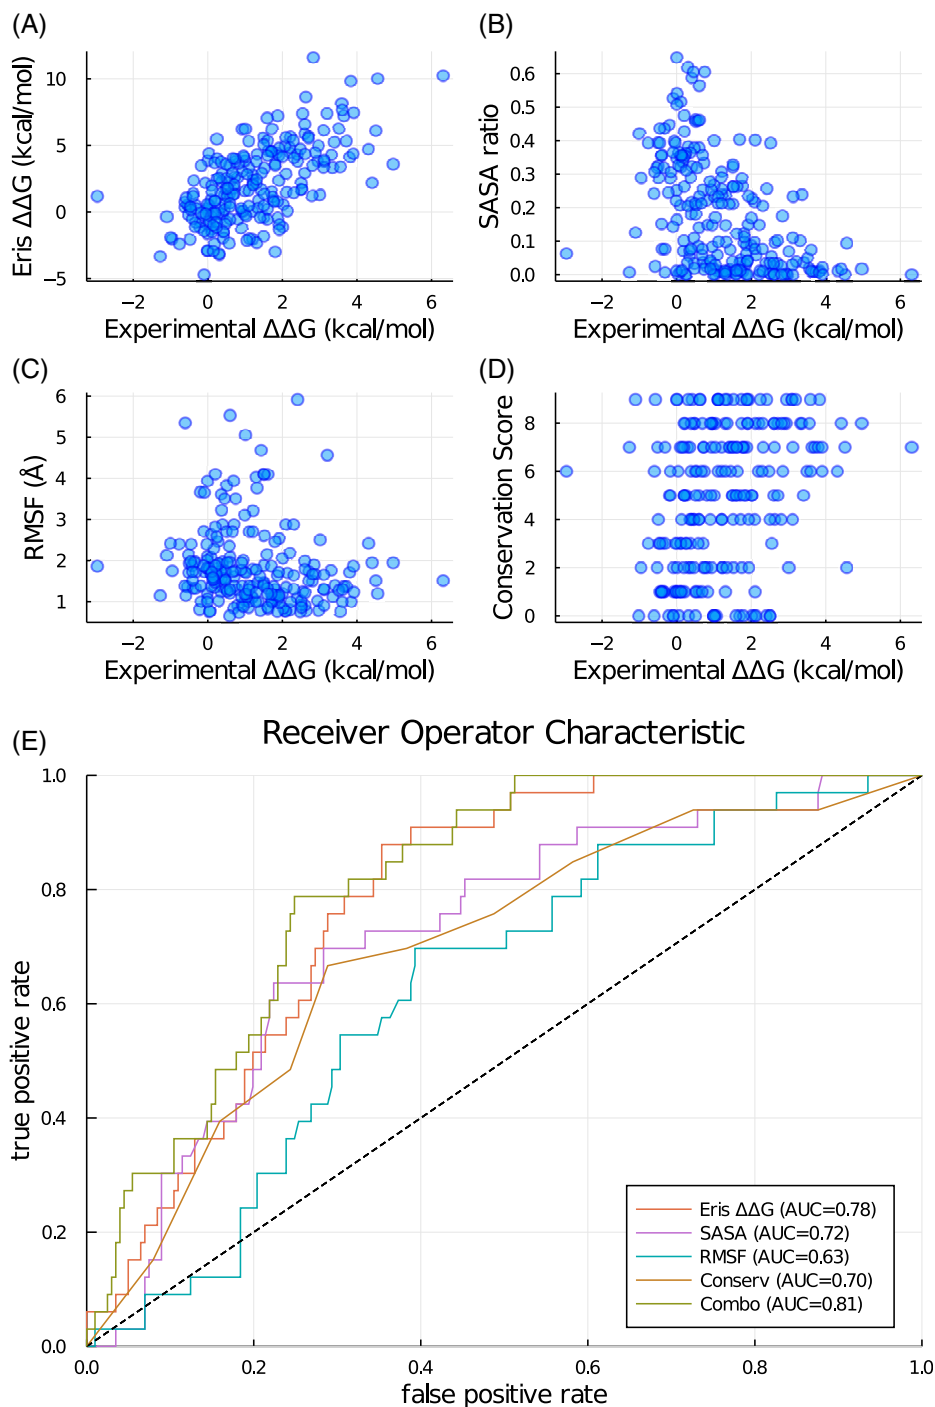 (A)
Eris ΔΔG (kcal/mol)
10
5
0
−5
−2 0 2 4 6
Experimental ΔΔG (kcal/mol)
(B)
SASA ratio
0.6
0.5
0.4
0.3
0.2
0.1
0.0
−2 0 2 4 6
Experimental ΔΔG (kcal/mol)
(C)
RMSF (Å)
6
5
4
3
2
1
−2 0 2 4 6
Experimental ΔΔG (kcal/mol)
(D)
Conservation Score
8
6
4
2
0
−2 0 2 4 6
Experimental ΔΔG (kcal/mol)
(E)
Receiver Operator Characteristic
true positive rate
1.0
0.8
0.6
0.4
0.2
0.0
0.0 0.2 0.4 0.6 0.8 1.0
false positive rate
Eris ΔΔG (AUC=0.78)
SASA (AUC=0.72)
RMSF (AUC=0.63)
Conserv (AUC=0.70)
Combo (AUC=0.81)